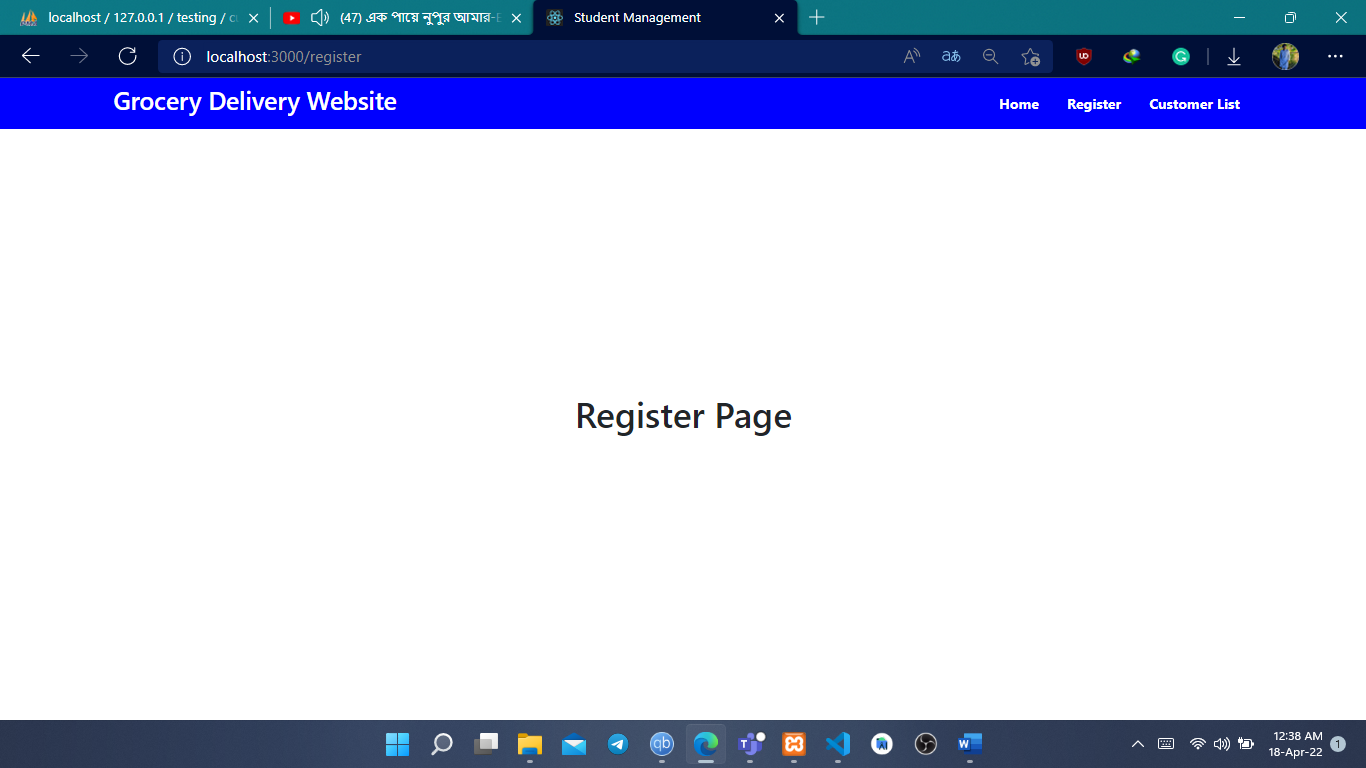 localhost / 127.0.0.1 / testing / cu
(47) এক পায়ে নুপুর আমার-E
Student Management
localhost:3000/register
Grocery Delivery Website
Home
Register
Customer List
Register Page
12:38 AM
18-Apr-22
1